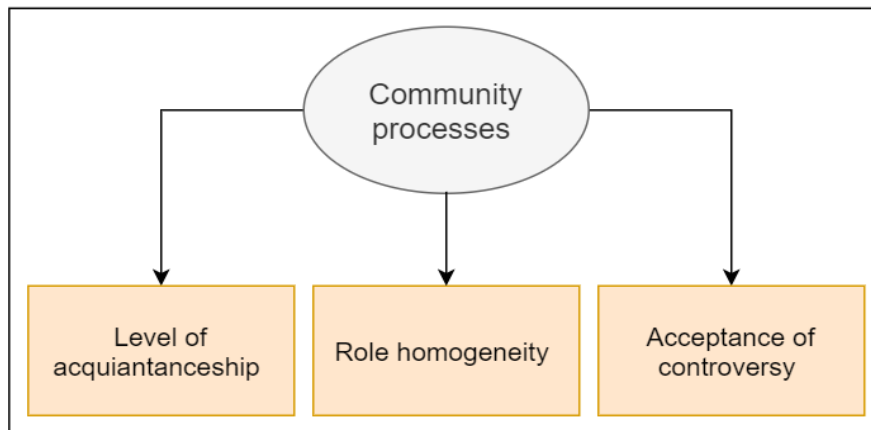 Community
processes
Level of
acquiantanceship
Role homogeneity
Acceptance of
controversy